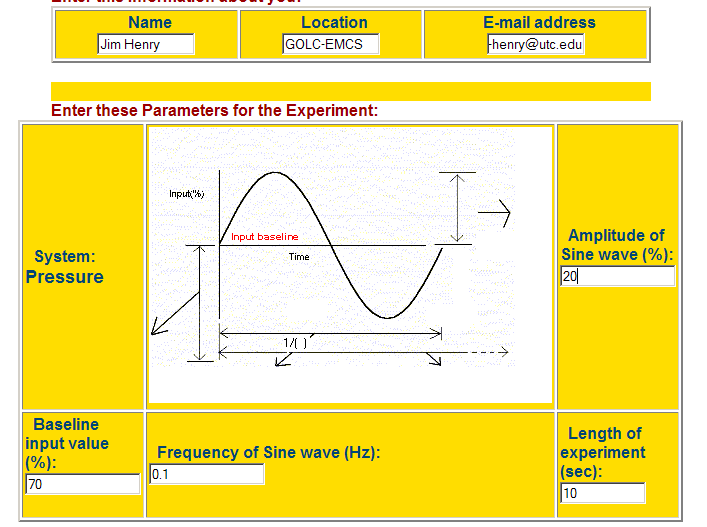 Enter this information about you:
Name
Location
E-mail address
Jim Henry
GOLC-EMCS
-henry@utc.edu
Enter these Parameters for the Experiment:
System:
Pressure
Input(%)
Input baseline
Time
1/( )
Amplitude of
Sine wave (%):
20
Baseline
input value
(%):
70
Frequency of Sine wave (Hz):
0.1
Length of
experiment
(sec):
10